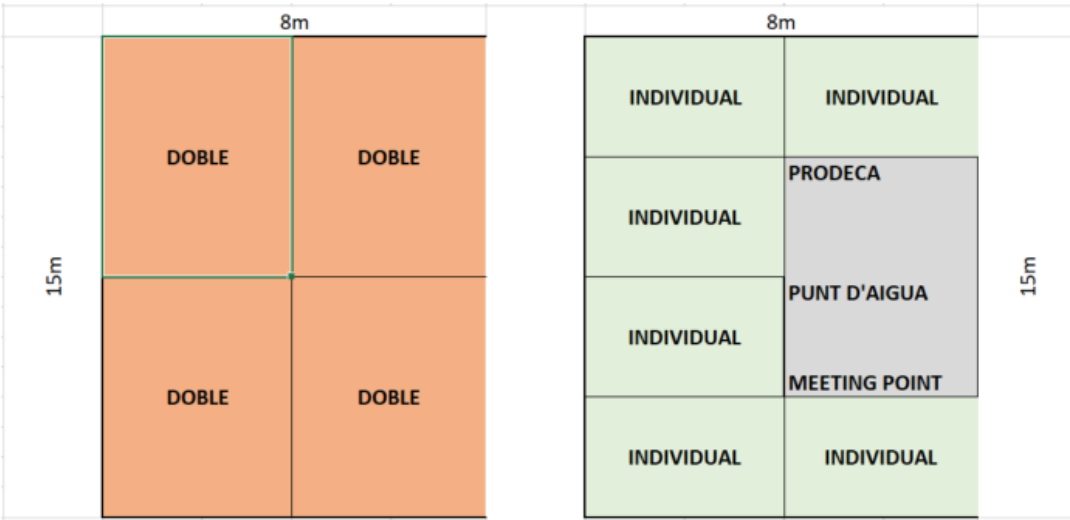 8m
8m
DOBLE
DOBLE
DOBLE
DOBLE
15m
INDIVIDUAL
INDIVIDUAL
INDIVIDUAL
PRODECA
INDIVIDUAL
PUNT D'AIGUA
MEETING POINT
INDIVIDUAL
INDIVIDUAL
15m